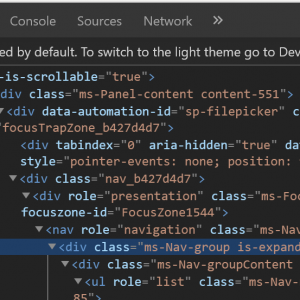 Console Sources Network »
ed by default. To switch to the light theme go to Dev
-is-scrollable="true">
div class="ms-Panel-content content-551">
<div data-automation-id="sp-filepicker"
"focusTrapZone_b427d4d7">
<div tabindex="0" aria-hidden="true" dat
style="pointer-events: none; position:
<div class="nav_b427d4d7">
<div role="presentation" class="ms-Foc
focuszone-id="FocusZone1544">
<nav role="navigation" class="ms-Nav
<div class="ms-Nav-group is-expand
<div class="ms-Nav-groupContent
<ul role="list" class="ms-Nav-
85">